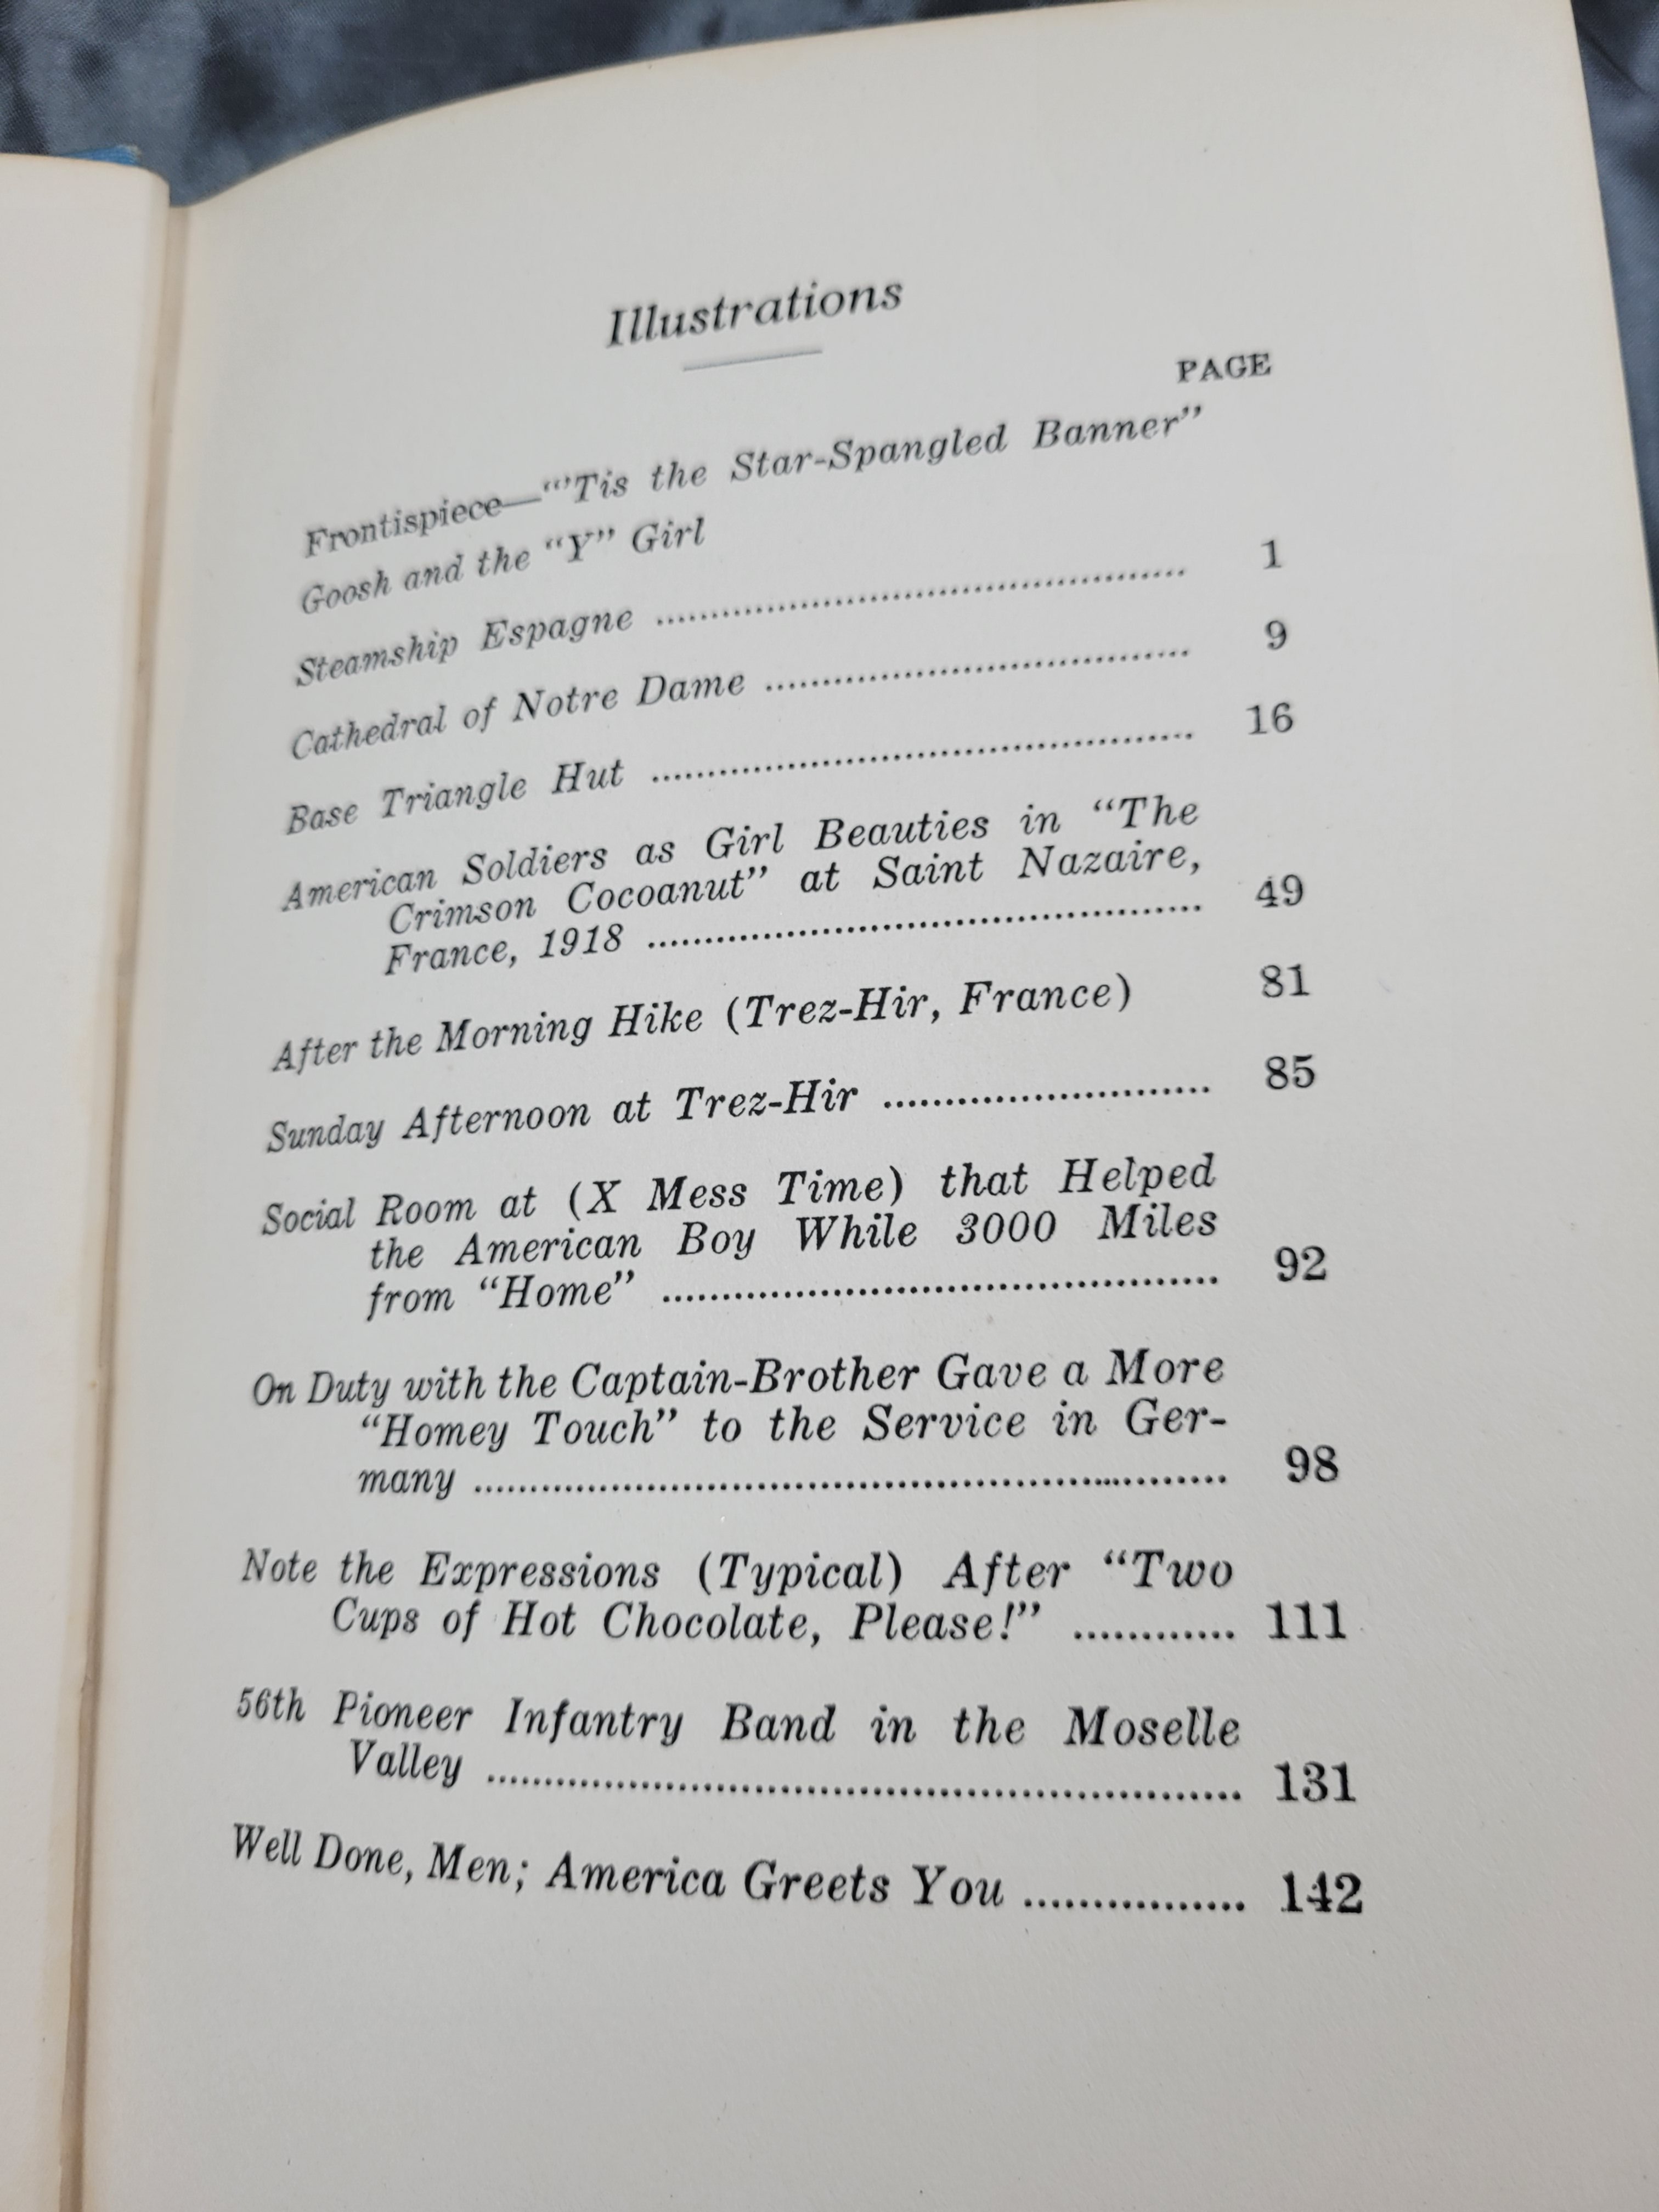 Illustrations
PAGE
Frontispiece—"'Tis the Star-Spangled Banner"
Goosh and the "Y" Girl
Steamship Espagne ........................................ 1
Cathedral of Notre Dame ........................................ 9
Base Triangle Hut ........................................ 16
American Soldiers as Girl Beauties in "The
Crimson Cocoanut" at Saint Nazaire,
France, 1918 ........................................ 49
After the Morning Hike (Trez-Hir, France) 81
Sunday Afternoon at Trez-Hir ........................... 85
Social Room at (X Mess Time) that Helped
the American Boy While 3000 Miles
from "Home" ........................................ 92
On Duty with the Captain-Brother Gave a More
"Homey Touch" to the Service in Ger-
many ........................................ 98
Note the Expressions (Typical) After "Two
Cups of Hot Chocolate, Please!" ............ 111
56th Pioneer Infantry Band in the Moselle
Valley ........................................ 131
Well Done, Men; America Greets You ................ 142